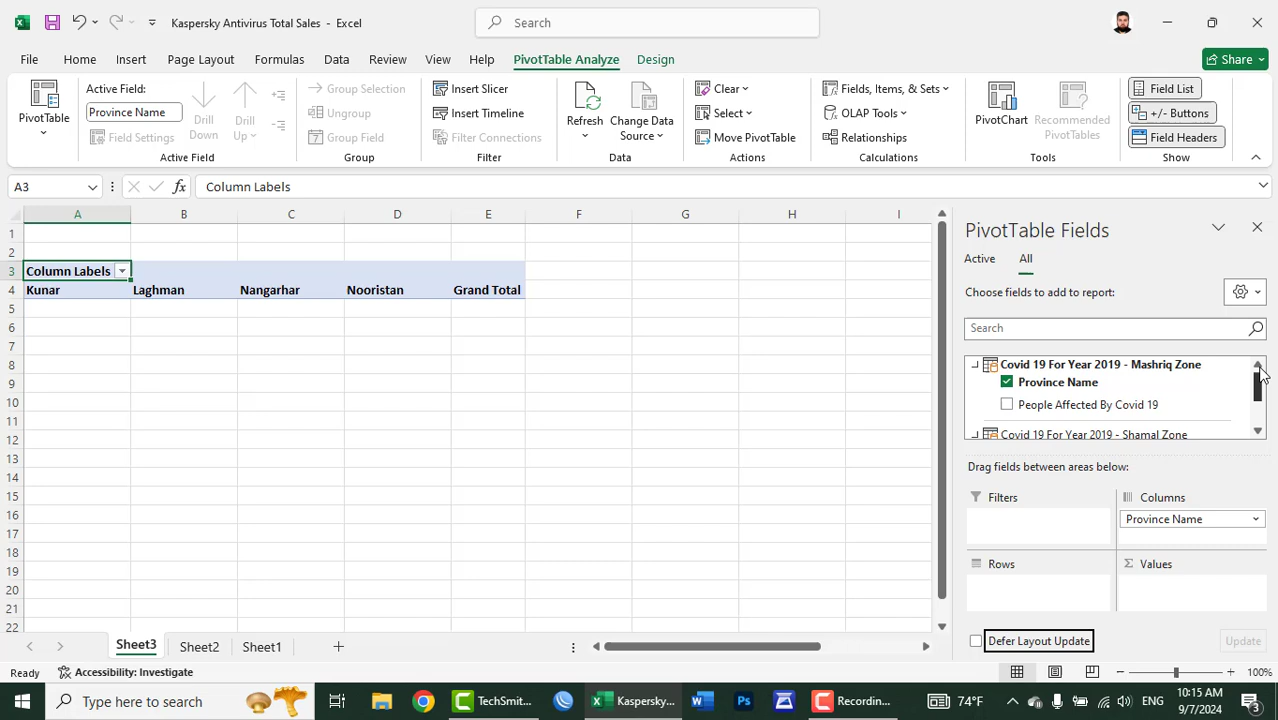 Kaspersky Antivirus Total Sales - Excel
Search
File Home Insert Page Layout Formulas Data Review View Help PivotTable Analyze Design Share
PivotTable
Active Field:
Province Name
Field Settings
Drill Down
Drill Up
Active Field
Group Selection
Ungroup
Group Field
Group
Insert Slicer
Insert Timeline
Filter Connections
Filter
Refresh
Change Data Source
Data
Clear
Select
Move PivotTable
Actions
Fields, Items, & Sets
OLAP Tools
Relationships
Calculations
PivotChart
Recommended PivotTables
Tools
Field List
+/- Buttons
Field Headers
Show
A3
fx
Column Labels
A B C D E F G H I
1
2
3 Column Labels
4 Kunar Laghman Nangarhar Nooristan Grand Total
5
6
7
8
9
10
11
12
13
14
15
16
17
18
19
20
21
22
PivotTable Fields
Active All
Choose fields to add to report:
Search
Covid 19 For Year 2019 - Mashriq Zone
Province Name
People Affected By Covid 19
Covid 19 For Year 2019 - Shamal Zone
Drag fields between areas below:
Filters
Columns
Province Name
Rows
Σ Values
Defer Layout Update
Update
Sheet3 Sheet2 Sheet1
Ready
Accessibility: Investigate
100%
Type here to search
TechSmit...
Kaspersky...
Recording...
74°F
ENG
10:15 AM
9/7/2024
3